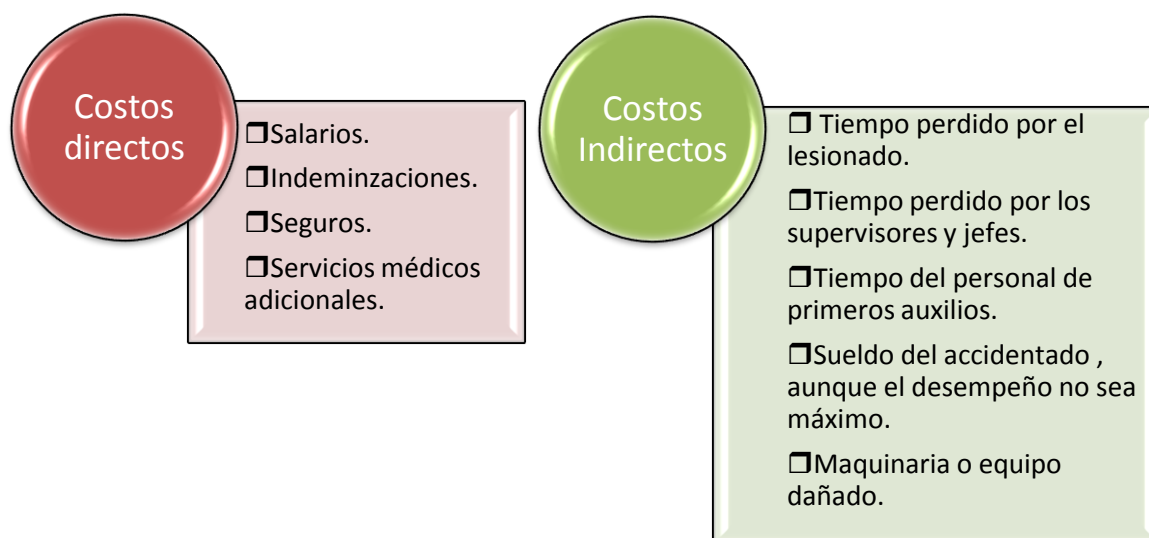 Costos
directos
❒Salarios.
❒Indeminzaciones.
❒Seguros.
❒Servicios médicos
adicionales.
Costos
Indirectos
❒ Tiempo perdido por el
lesionado.
❒Tiempo perdido por los
supervisores y jefes.
❒Tiempo del personal de
primeros auxilios.
❒Sueldo del accidentado ,
aunque el desempeño no sea
máximo.
❒Maquinaria o equipo
dañado.